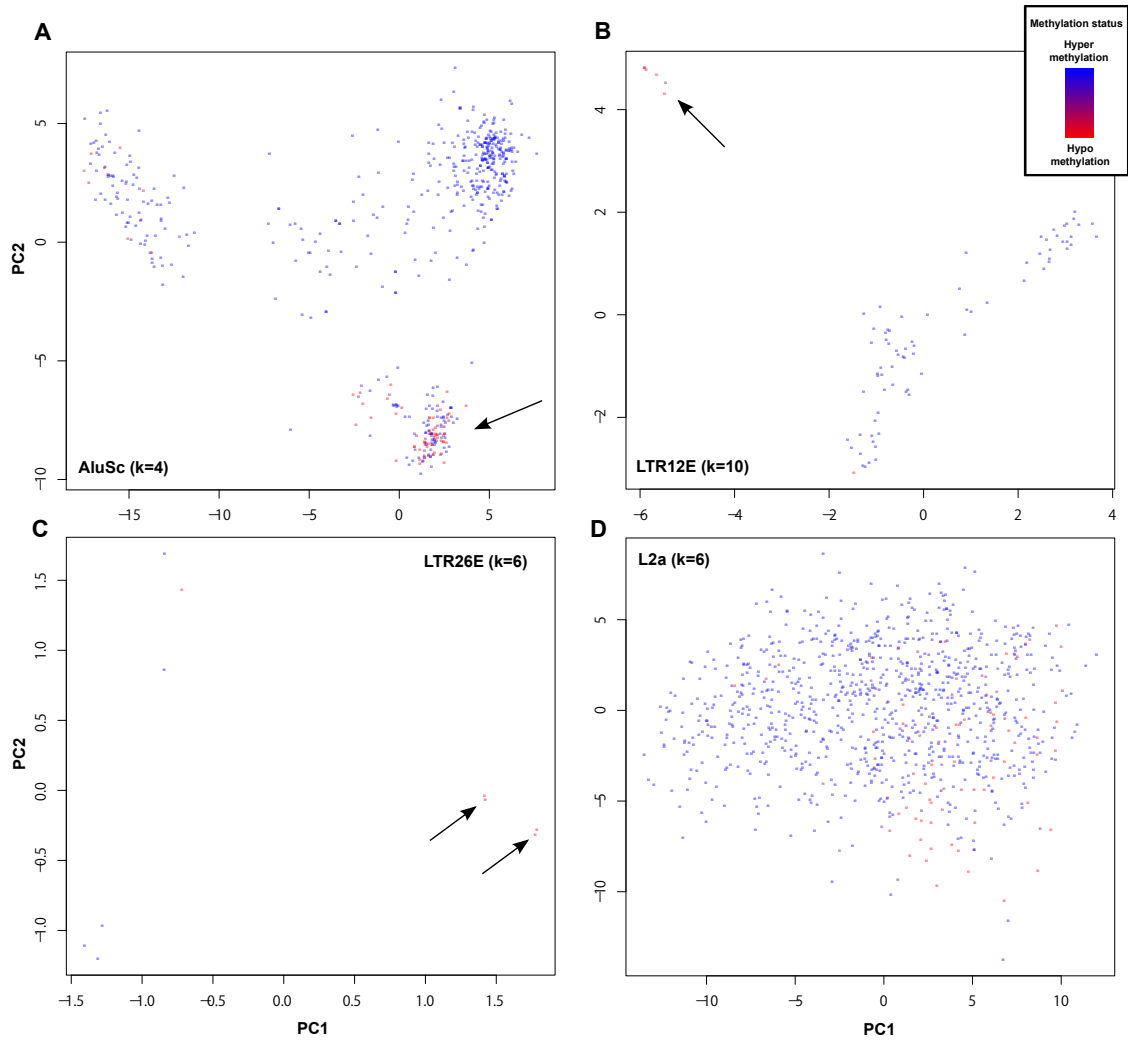 A
B
Methylation status
Hyper
methylation
Hypo
methylation
PC2
5
0
−5
−10
AluSc (k=4)
−15
−10
−5
0
5
4
2
0
−2
LTR12E (k=10)
−6
−4
−2
0
2
4
C
D
LTR26E (k=6)
PC2
1.5
1.0
0.5
0.0
−0.5
−1.0
−1.5
−1.0
−0.5
0.0
0.5
1.0
1.5
PC1
L2a (k=6)
5
0
−5
−10
−10
−5
0
5
10
PC1